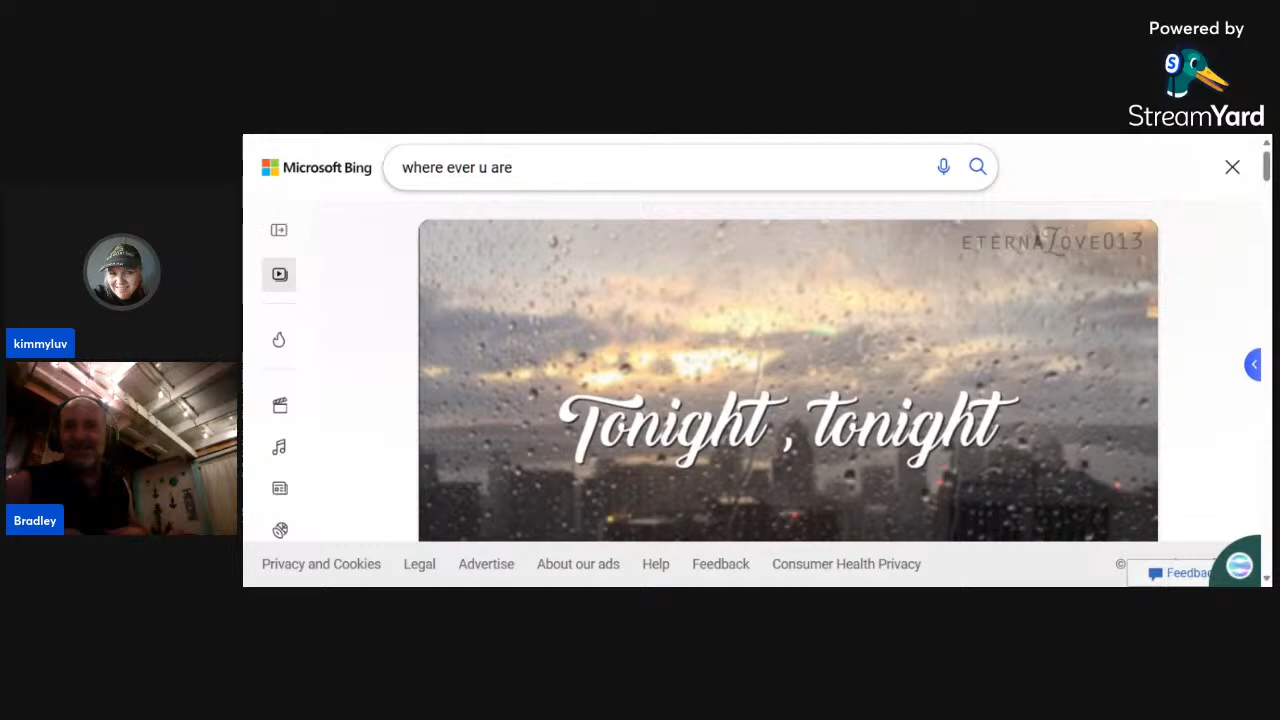 Powered by
StreamYard
Microsoft Bing
where ever u are
ETERNALOVE013
Tonight , tonight
kimmyluv
Bradley
Privacy and Cookies
Legal
Advertise
About our ads
Help
Feedback
Consumer Health Privacy
©